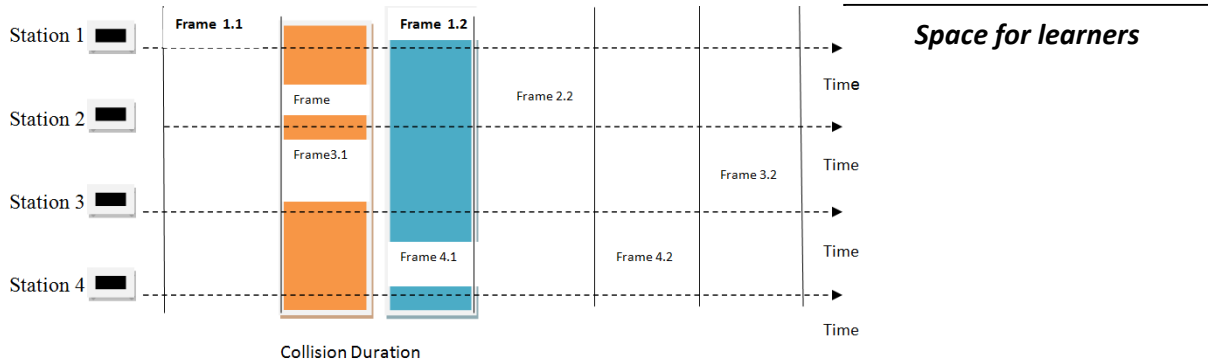 Frame 1.1
Frame 1.2
Space for learners
Station 1
Time
Frame
Frame 2.2
Station 2
Frame3.1
Time
Frame 3.2
Station 3
Time
Frame 4.1
Frame 4.2
Station 4
Time
Collision Duration